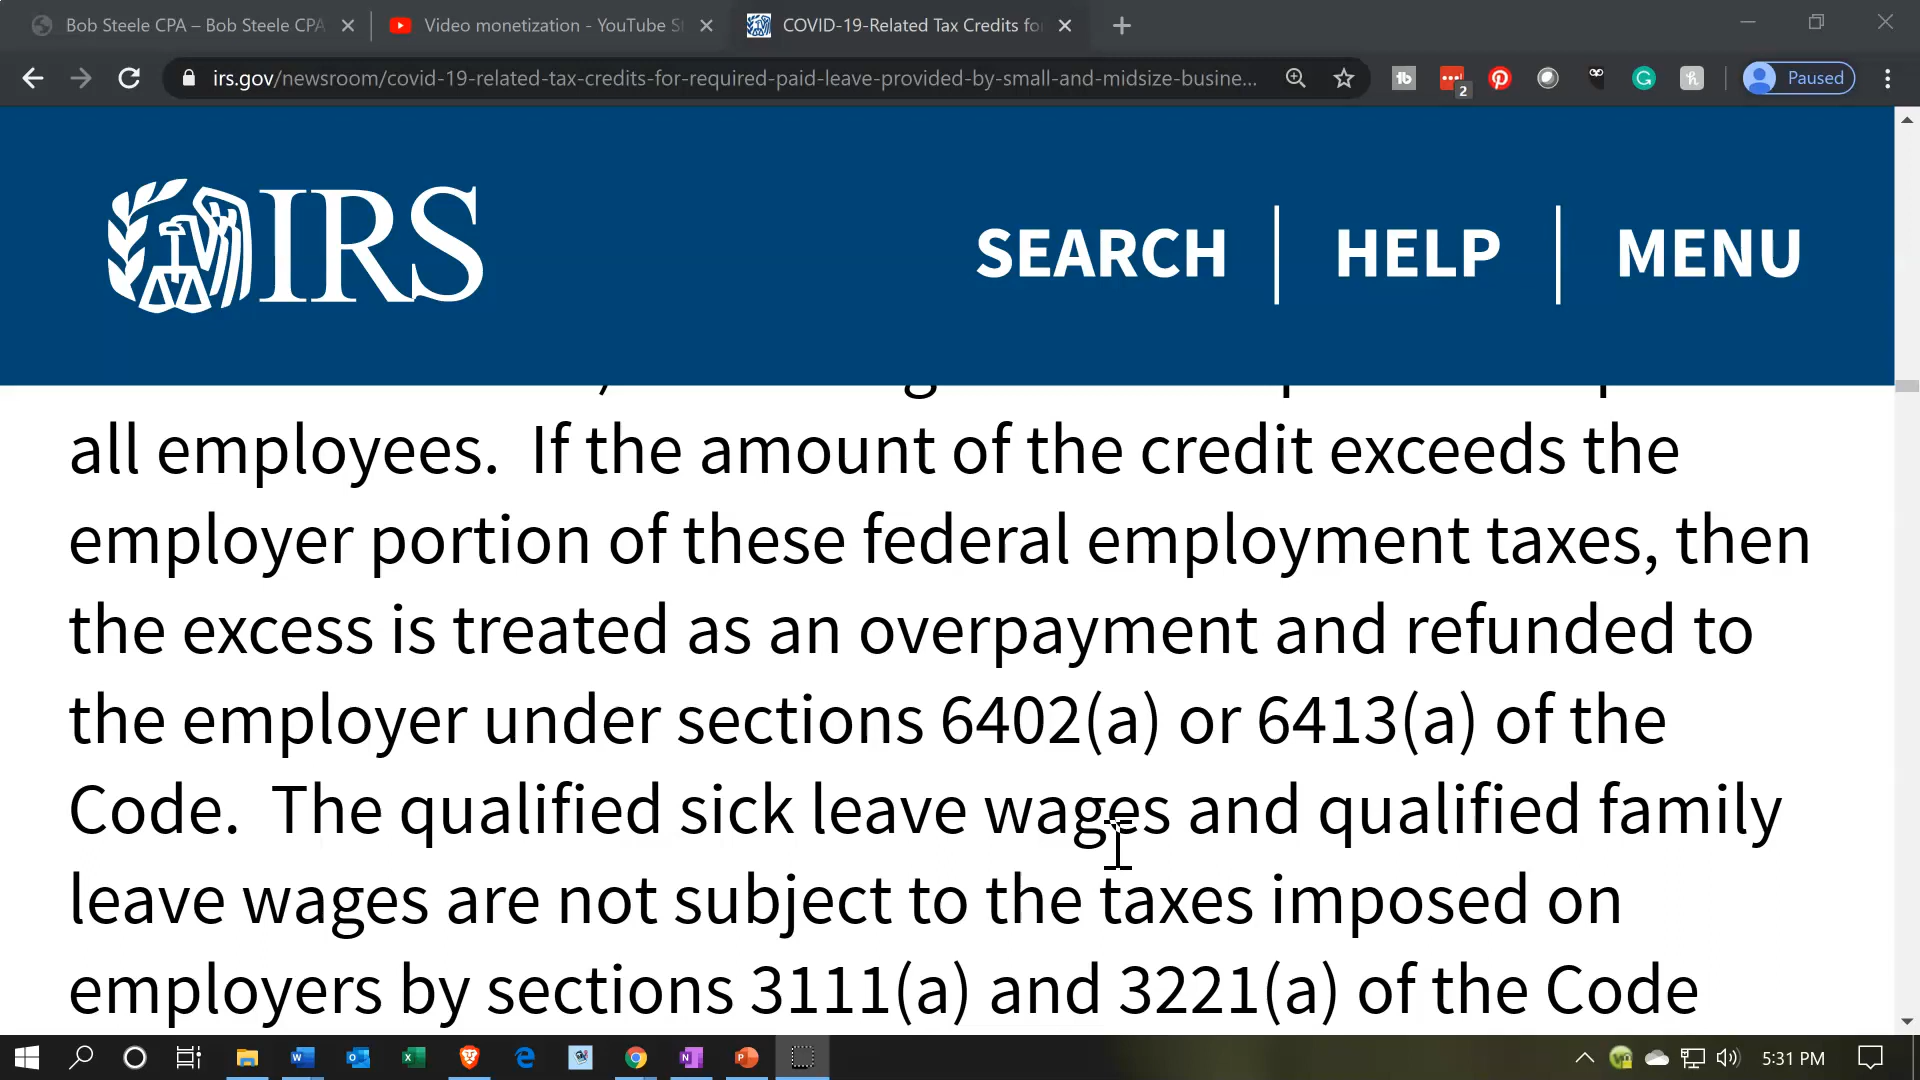 Bob Steele CPA – Bob Steele CPA
Video monetization - YouTube S
COVID-19-Related Tax Credits fo
irs.gov/newsroom/covid-19-related-tax-credits-for-required-paid-leave-provided-by-small-and-midsize-busine...
2
Paused
IRS
SEARCH
HELP
MENU
all employees. If the amount of the credit exceeds the
employer portion of these federal employment taxes, then
the excess is treated as an overpayment and refunded to
the employer under sections 6402(a) or 6413(a) of the
Code. The qualified sick leave wages and qualified family
leave wages are not subject to the taxes imposed on
employers by sections 3111(a) and 3221(a) of the Code
5:31 PM